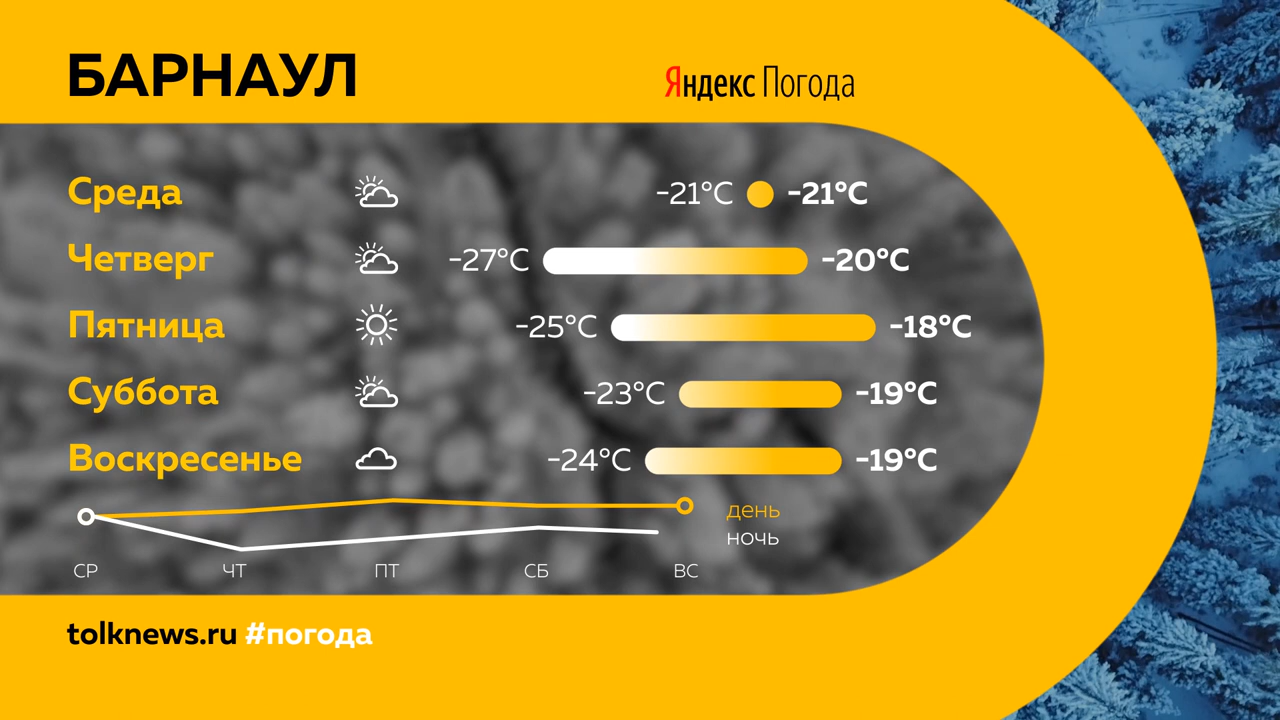 БАРНАУЛ
Яндекс Погода
Среда -21°C -21°C
Четверг -27°C -20°C
Пятница -25°C -18°C
Суббота -23°C -19°C
Воскресенье -24°C -19°C
день
ночь
СР ЧТ ПТ СБ ВС
tolknews.ru #погода